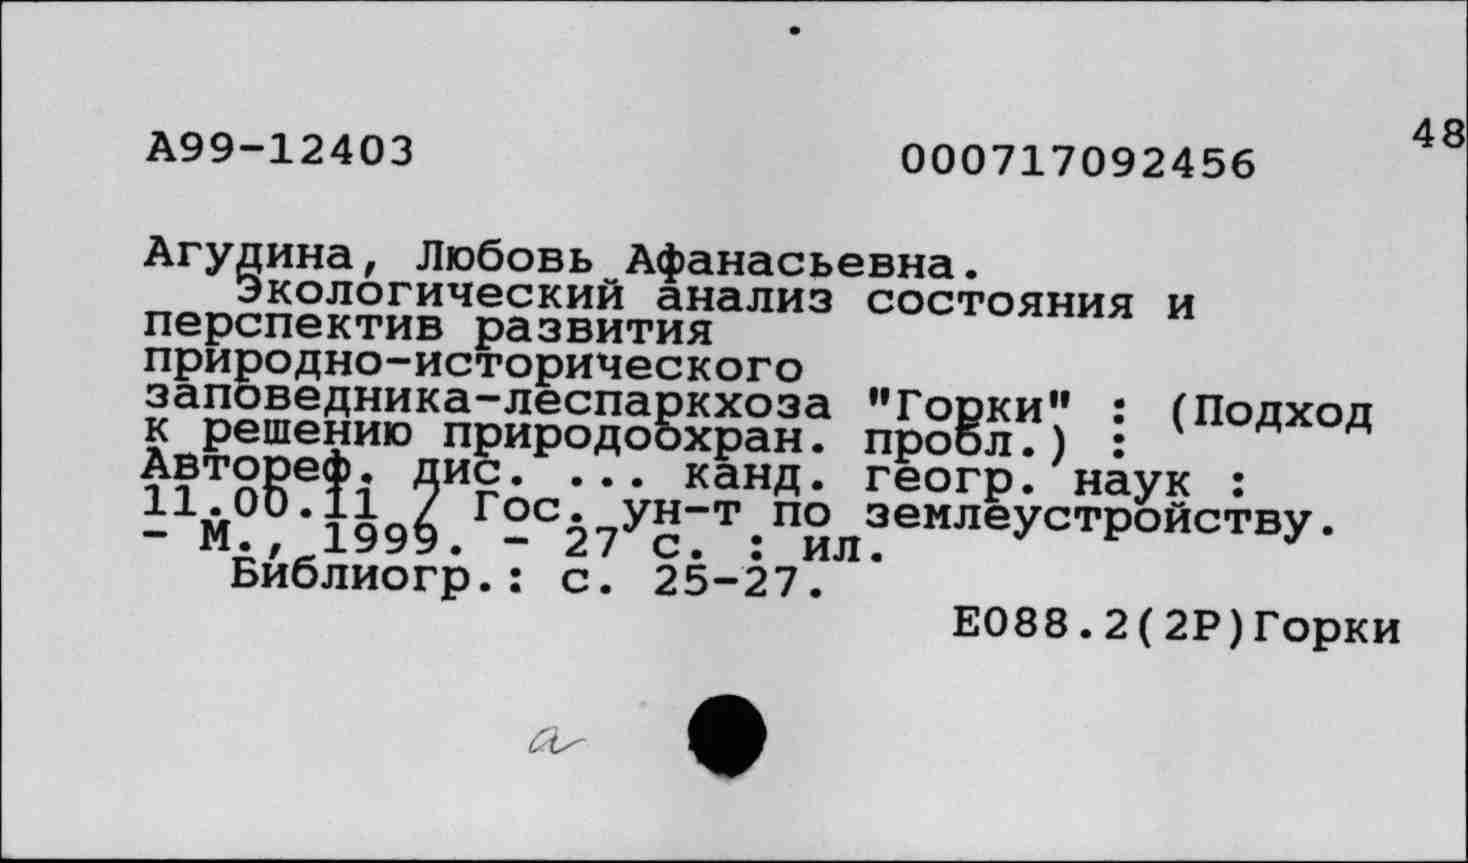 48
А99-12403 000717092456
Агудина, Любовь Афанасьевна.
Экологический анализ состояния и
перспектив развития
природно-исторического
заповедника-леспаркхоза "Горки" : (Подход
к решению природоохран. пробл.) :
Автореф. дис. ... канд. геогр. наук :
11.00.11 / Гос. ун-т по землеустройству.
- М., 1999. - 27 с. : ил.
Библиогр.: с. 25-27.
Е088.2(2Р)Горки
а